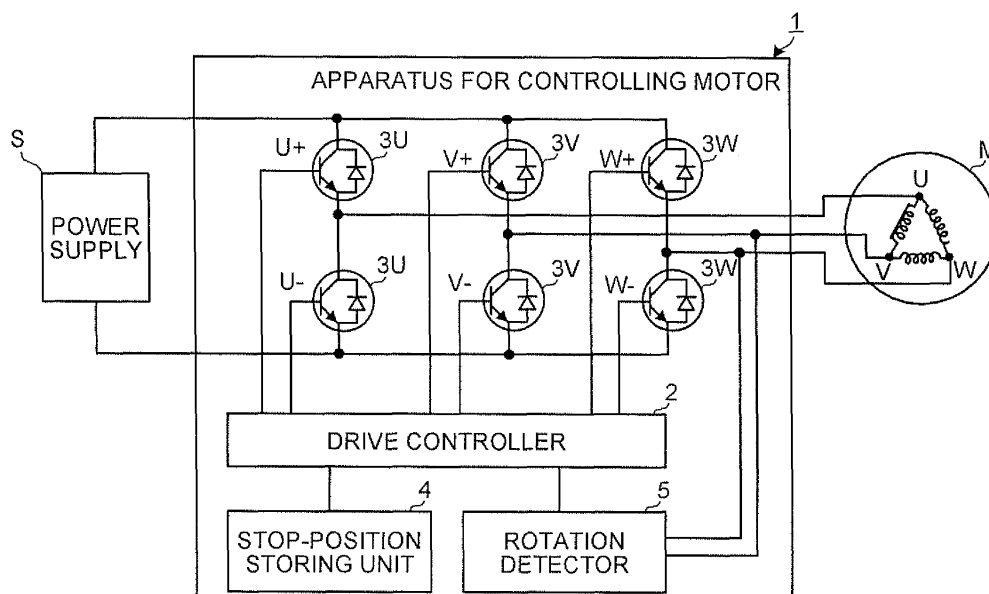 1
APPARATUS FOR CONTROLLING MOTOR
S
POWER
SUPPLY
U+
3U
V+
3V
W+
3W
M
U
V
W
U-
3U
V-
3V
W-
3W
2
DRIVE CONTROLLER
4
STOP-POSITION
STORING UNIT
5
ROTATION
DETECTOR